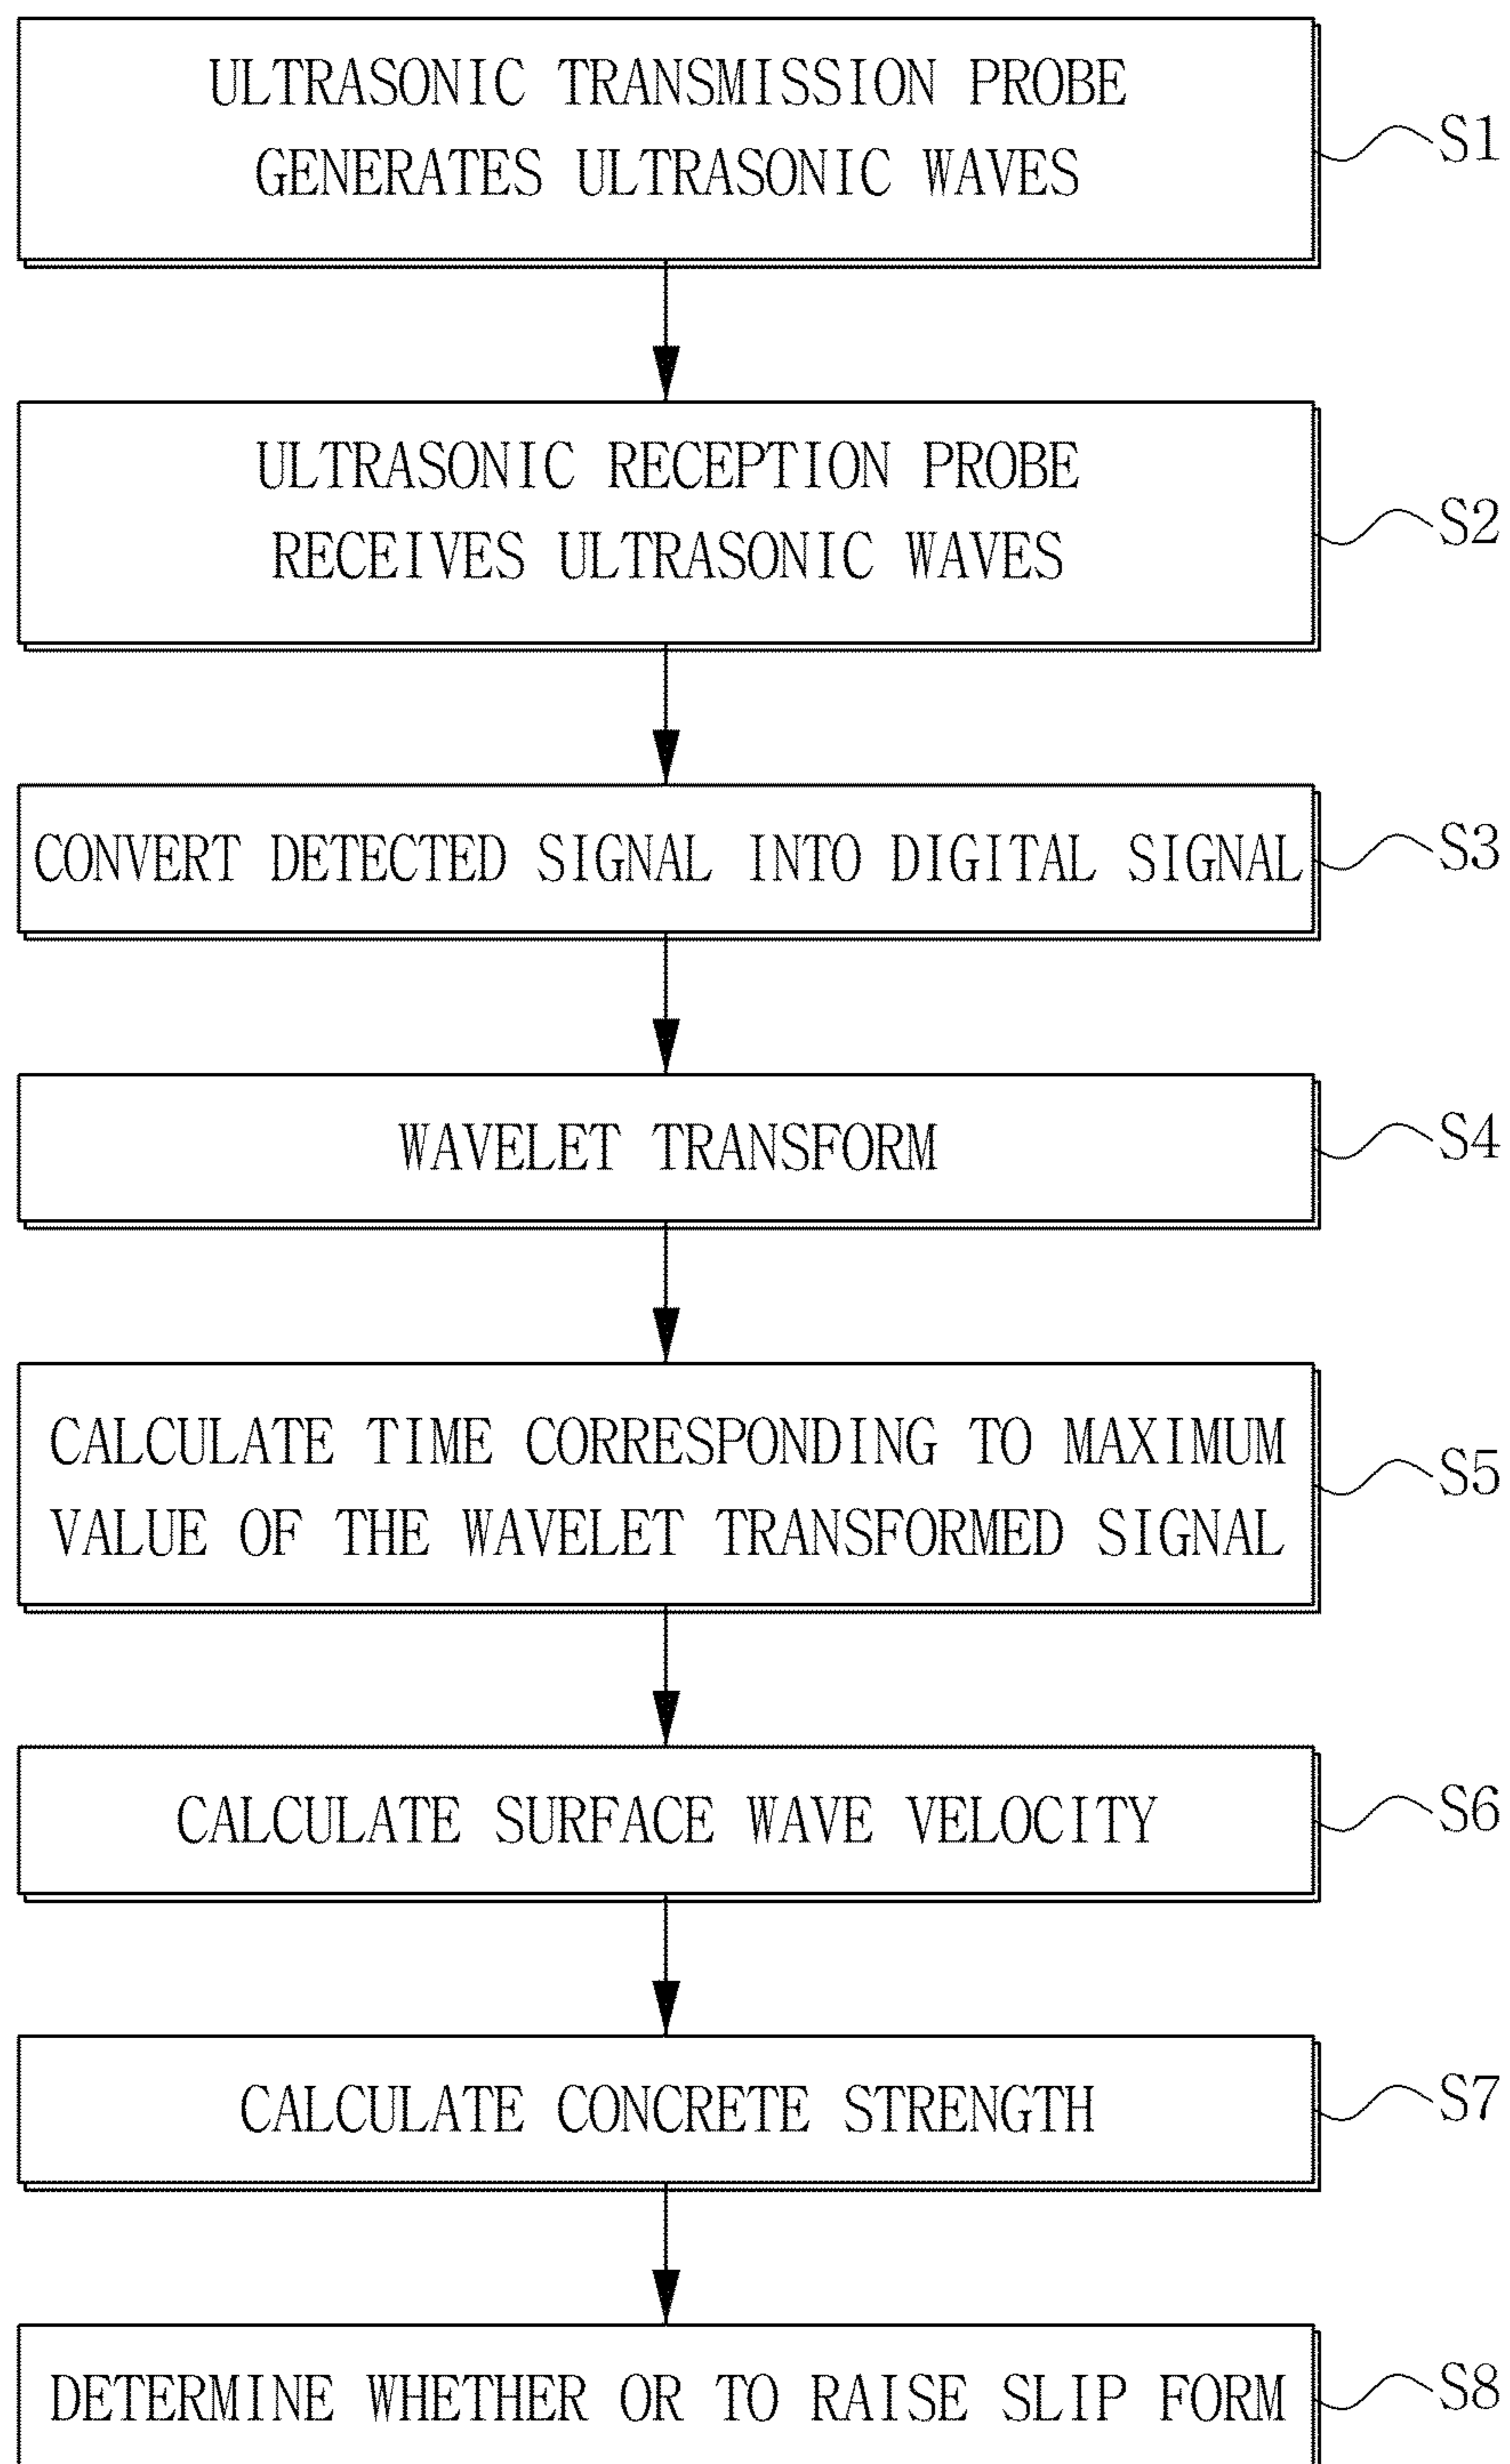 ULTRASONIC TRANSMISSION PROBE
GENERATES ULTRASONIC WAVES
S1
ULTRASONIC RECEPTION PROBE
RECEIVES ULTRASONIC WAVES
S2
CONVERT DETECTED SIGNAL INTO DIGITAL SIGNAL
S3
WAVELET TRANSFORM
S4
CALCULATE TIME CORRESPONDING TO MAXIMUM
VALUE OF THE WAVELET TRANSFORMED SIGNAL
S5
CALCULATE SURFACE WAVE VELOCITY
S6
CALCULATE CONCRETE STRENGTH
S7
DETERMINE WHETHER OR TO RAISE SLIP FORM
S8